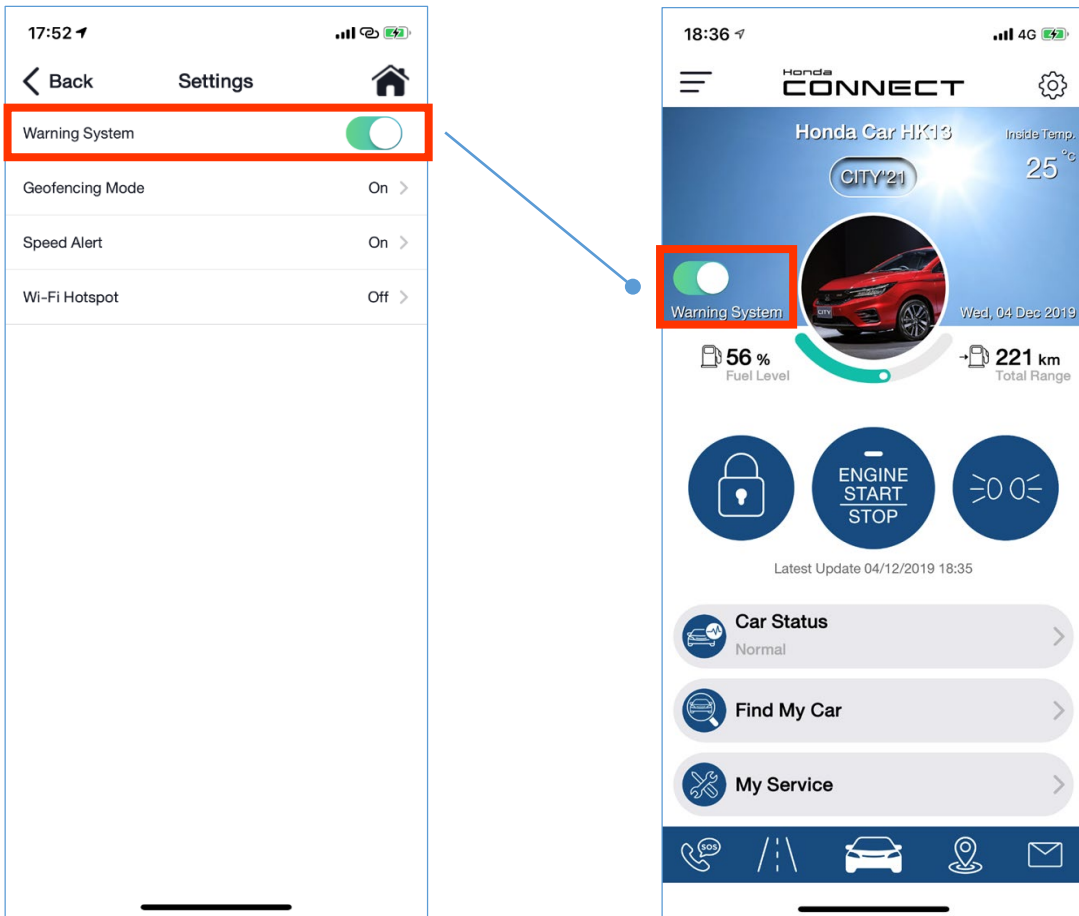 17:52
Back
Settings
Warning System
Geofencing Mode
On
Speed Alert
On
Wi-Fi Hotspot
Off
18:36
4G
Honda
CONNECT
Honda Car HK13
Inside Temp.
CITY'21
25 °C
Warning System
CITY
Wed, 04 Dec 2019
56 %
Fuel Level
221 km
Total Range
ENGINE
START
STOP
Latest Update 04/12/2019 18:35
Car Status
Normal
Find My Car
My Service
SOS